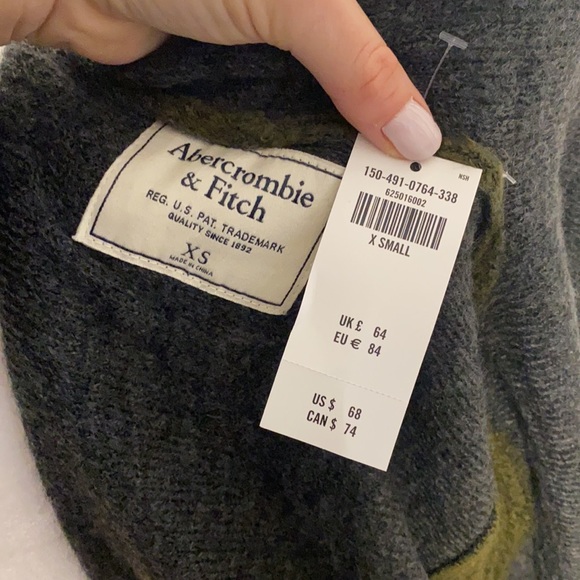 Abercrombie
& Fitch
REG. U.S. PAT. TRADEMARK
QUALITY SINCE 1892
XS
MADE IN CHINA
NSH
150-491-0764-338
625016002
X SMALL
UK £ 64
EU € 84
US $ 68
CAN $ 74